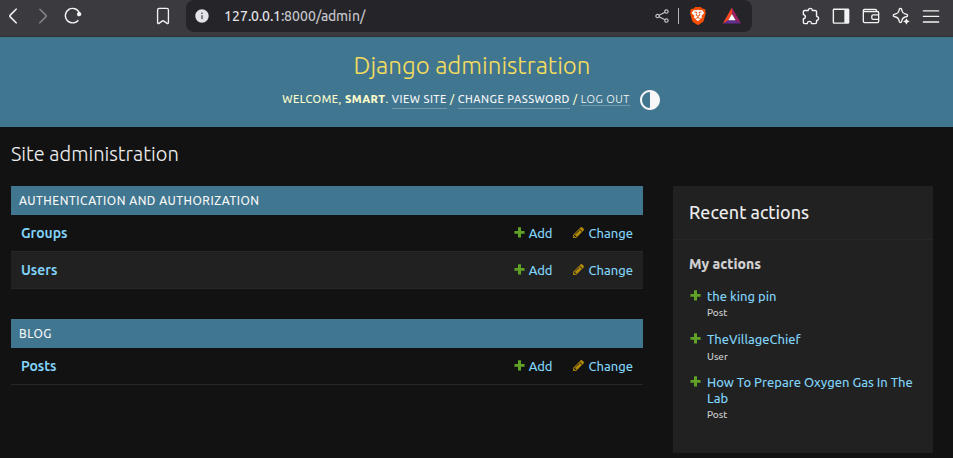 127.0.0.1:8000/admin/
Django administration
WELCOME, SMART. VIEW SITE / CHANGE PASSWORD / LOG OUT
Site administration
AUTHENTICATION AND AUTHORIZATION
Groups Add Change
Users Add Change
BLOG
Posts Add Change
Recent actions
My actions
the king pin
Post
TheVillageChief
User
How To Prepare Oxygen Gas In The
Lab
Post